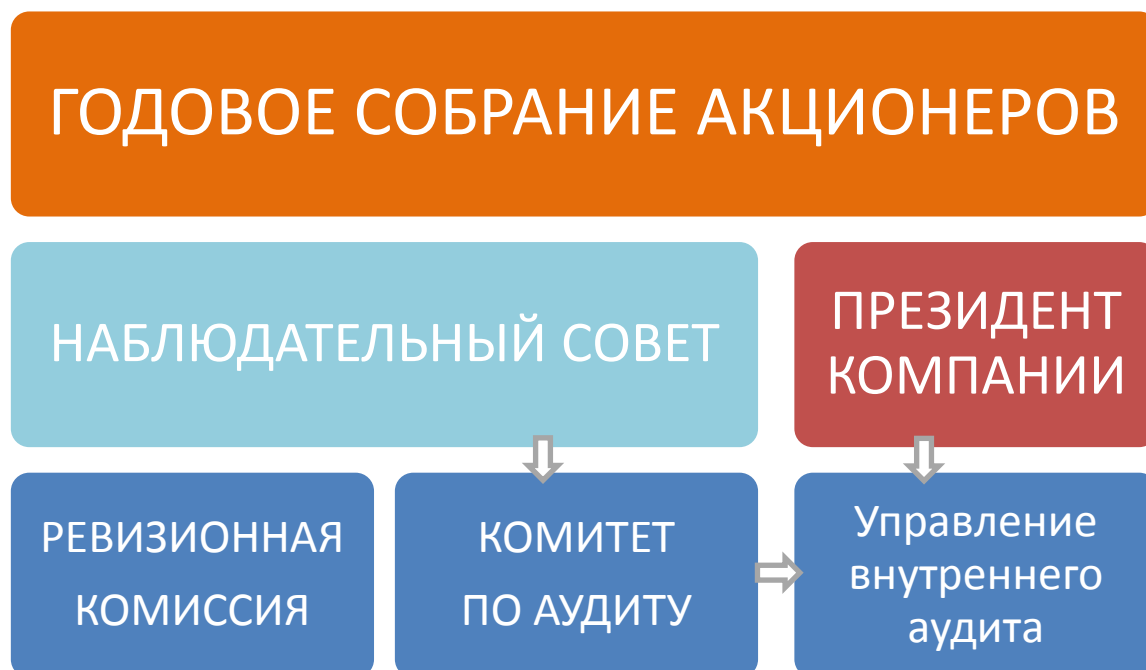 ГОДОВОЕ СОБРАНИЕ АКЦИОНЕРОВ
НАБЛЮДАТЕЛЬНЫЙ СОВЕТ
ПРЕЗИДЕНТ
КОМПАНИИ
РЕВИЗИОННАЯ
КОМИССИЯ
КОМИТЕТ
ПО АУДИТУ
Управление
внутреннего
аудита